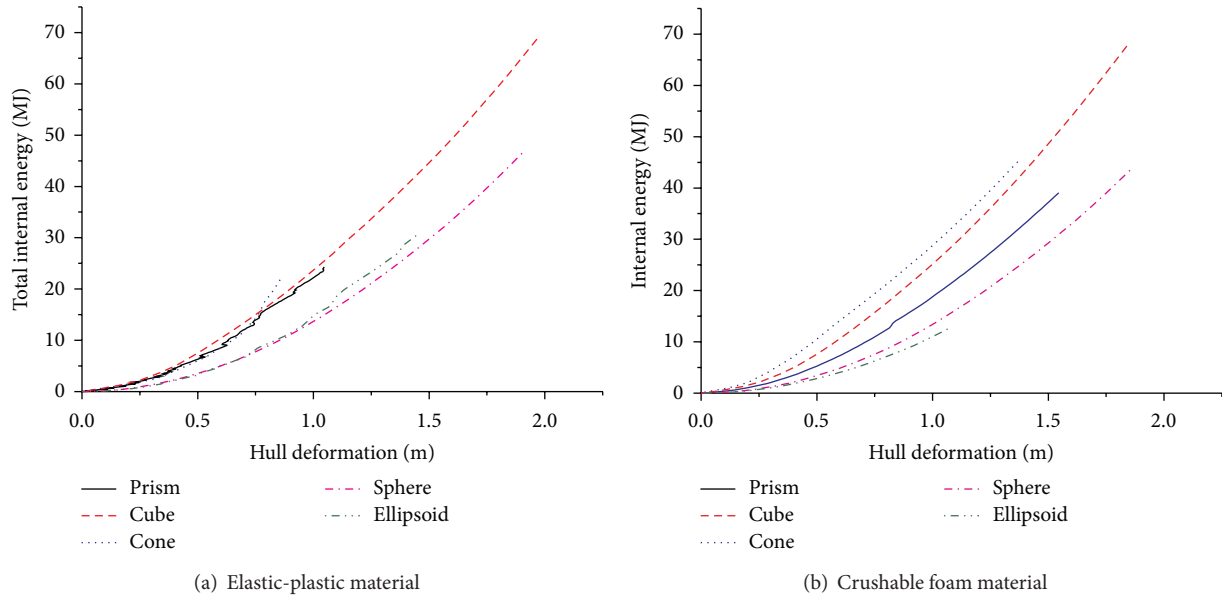 70
60
50
40
30
20
10
0
Total internal energy (MJ)
0.0 0.5 1.0 1.5 2.0
Hull deformation (m)
Prism
Cube
Cone
Sphere
Ellipsoid
(a) Elastic-plastic material
70
60
50
40
30
20
10
0
Internal energy (MJ)
0.0 0.5 1.0 1.5 2.0
Hull deformation (m)
Prism
Cube
Cone
Sphere
Ellipsoid
(b) Crushable foam material